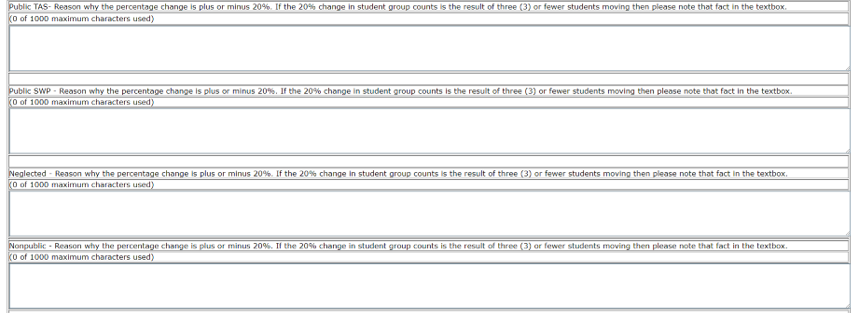 Public TAS- Reason why the percentage change is plus or minus 20%. If the 20% change in student group counts is the result of three (3) or fewer students moving then please note that fact in the textbox.
(0 of 1000 maximum characters used)
Public SWP - Reason why the percentage change is plus or minus 20%. If the 20% change in student group counts is the result of three (3) or fewer students moving then please note that fact in the textbox.
(0 of 1000 maximum characters used)
Neglected - Reason why the percentage change is plus or minus 20%. If the 20% change in student group counts is the result of three (3) or fewer students moving then please note that fact in the textbox.
(0 of 1000 maximum characters used)
Nonpublic - Reason why the percentage change is plus or minus 20%. If the 20% change in student group counts is the result of three (3) or fewer students moving then please note that fact in the textbox.
(0 of 1000 maximum characters used)